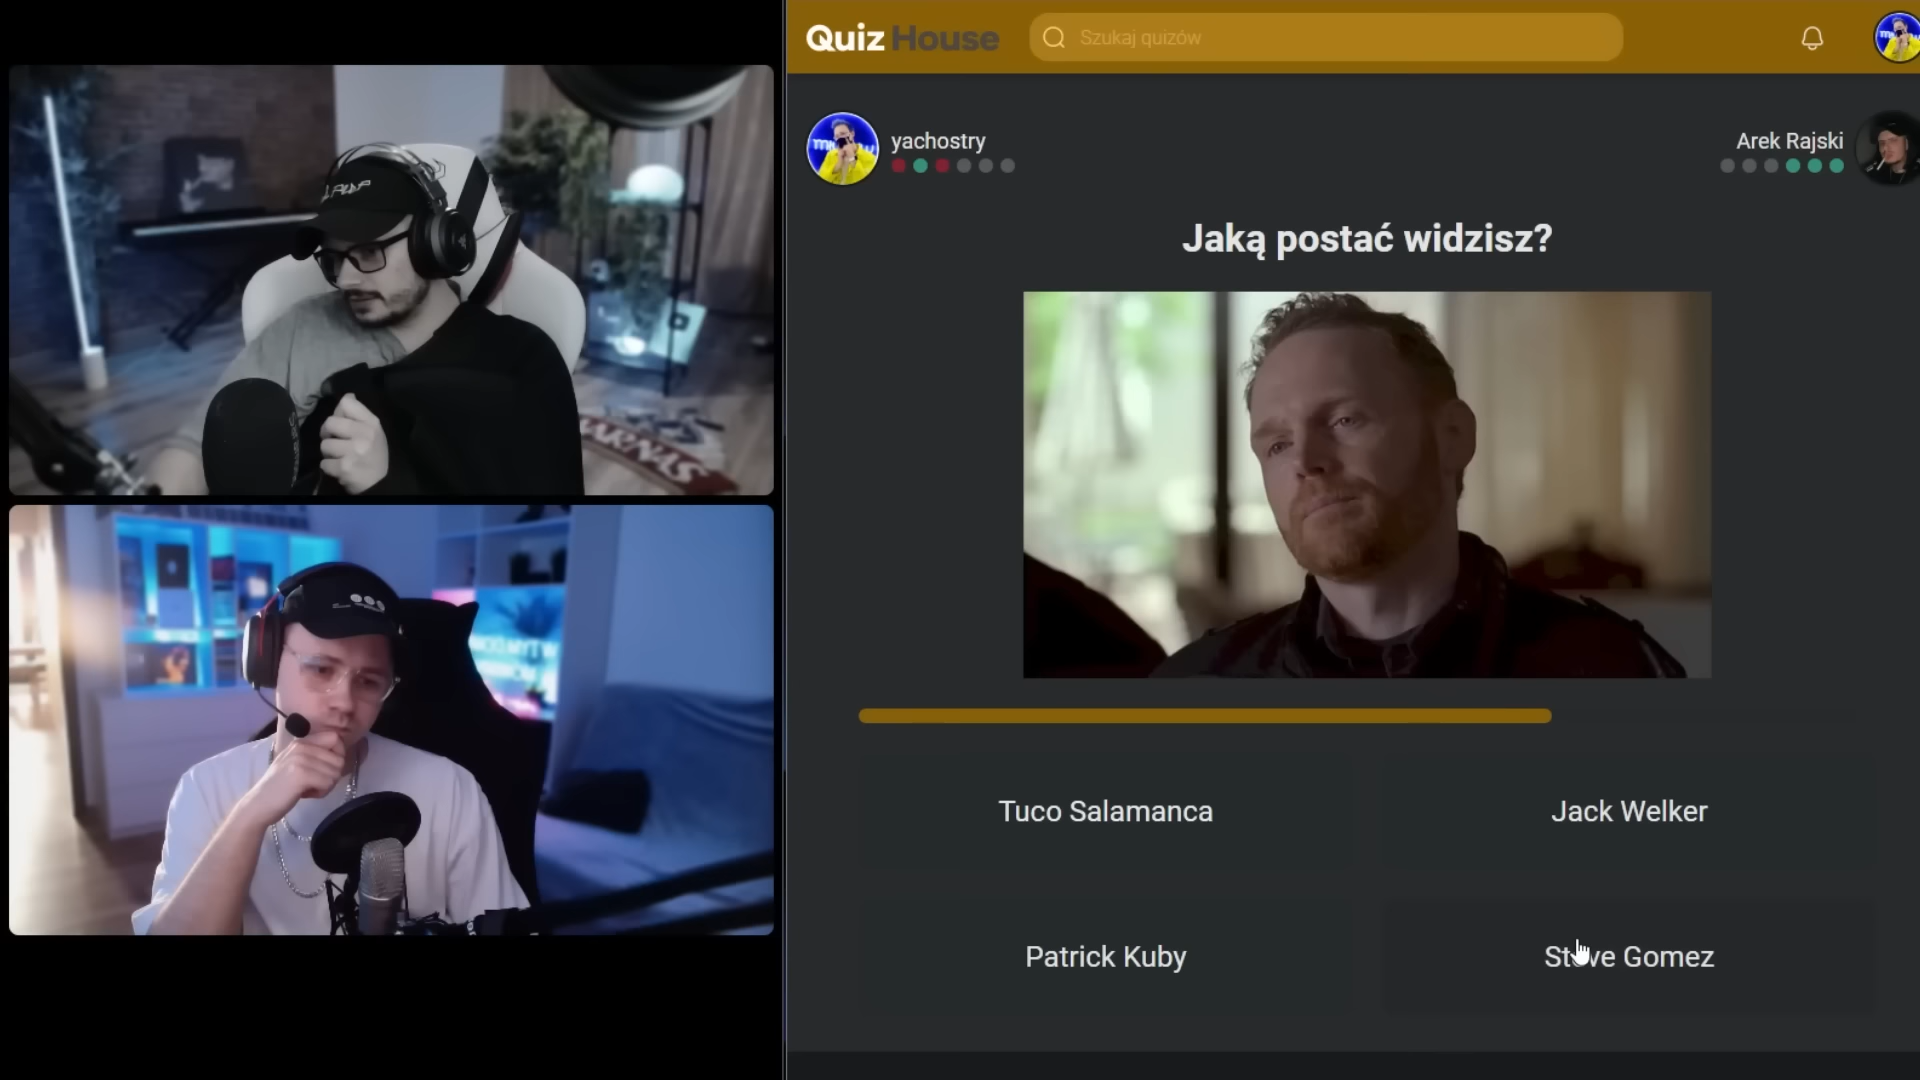 Quiz House
Szukaj quizów
yachostry
Arek Rajski
Jaką postać widzisz?
Tuco Salamanca
Jack Welker
Patrick Kuby
Steve Gomez